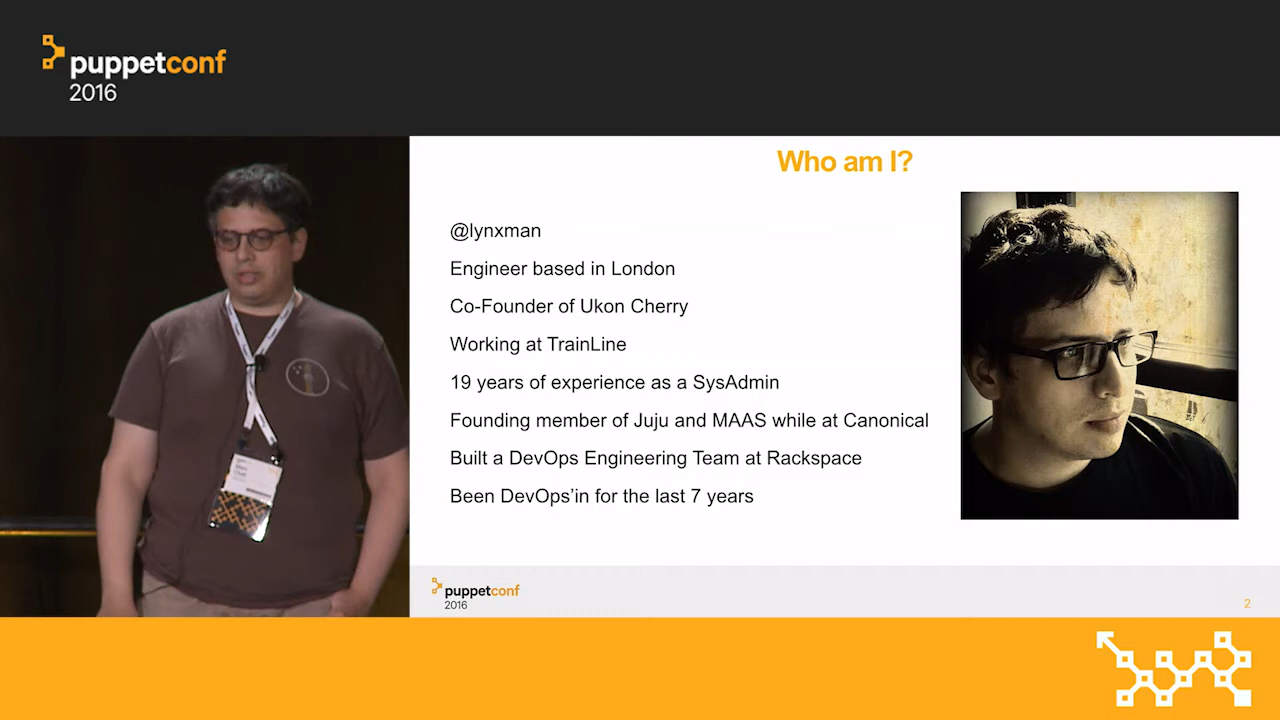 puppetconf
2016
Who am I?
@lynxman
Engineer based in London
Co-Founder of Ukon Cherry
Working at TrainLine
19 years of experience as a SysAdmin
Founding member of Juju and MAAS while at Canonical
Built a DevOps Engineering Team at Rackspace
Been DevOps’in for the last 7 years
puppetconf
2016
2